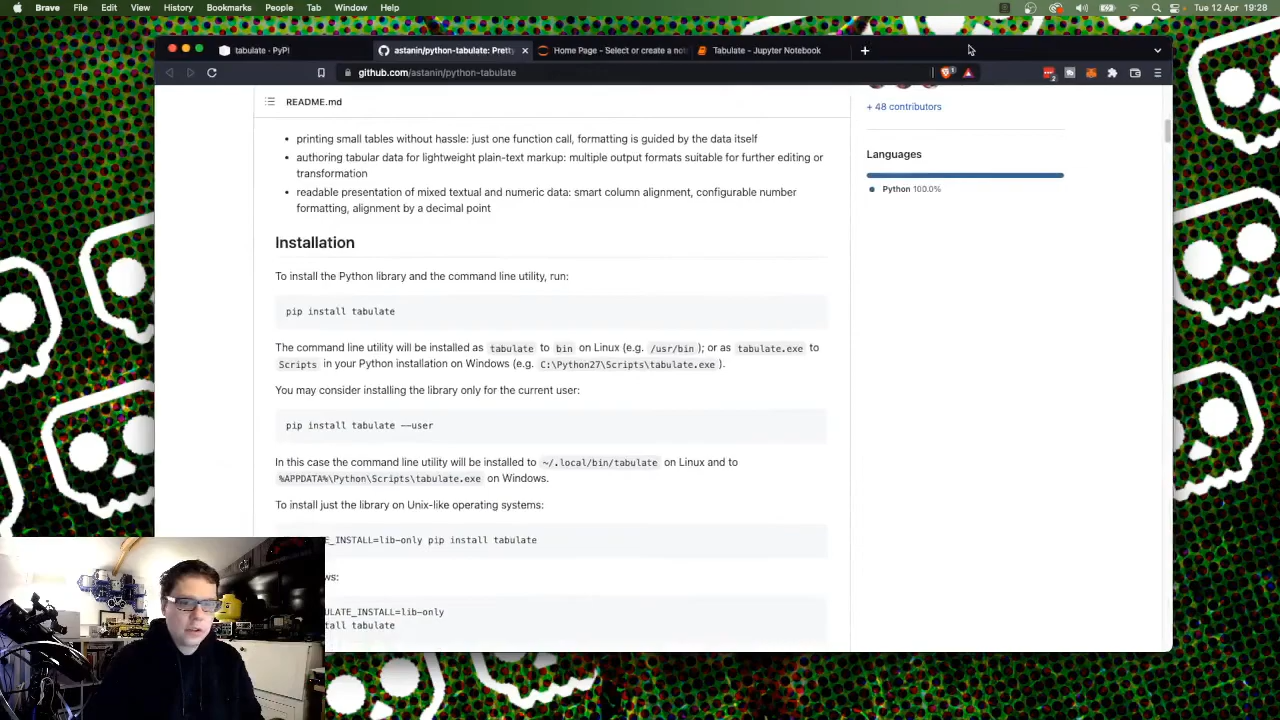 Brave File Edit View History Bookmarks People Tab Window Help Tue 12 Apr 19:28
tabulate · PyPI
astanin/python-tabulate: Pretty
Home Page - Select or create a not
Tabulate - Jupyter Notebook
github.com/astanin/python-tabulate
README.md
+ 48 contributors
• printing small tables without hassle: just one function call, formatting is guided by the data itself
• authoring tabular data for lightweight plain-text markup: multiple output formats suitable for further editing or
transformation
• readable presentation of mixed textual and numeric data: smart column alignment, configurable number
formatting, alignment by a decimal point
Languages
Python 100.0%
Installation
To install the Python library and the command line utility, run:
pip install tabulate
The command line utility will be installed as tabulate to bin on Linux (e.g. /usr/bin ); or as tabulate.exe to
Scripts in your Python installation on Windows (e.g. C:\Python27\Scripts\tabulate.exe ).
You may consider installing the library only for the current user:
pip install tabulate --user
In this case the command line utility will be installed to ~/.local/bin/tabulate on Linux and to
%APPDATA%\Python\Scripts\tabulate.exe on Windows.
To install just the library on Unix-like operating systems:
E_INSTALL=lib-only pip install tabulate
ws:
ULATE_INSTALL=lib-only
tall tabulate